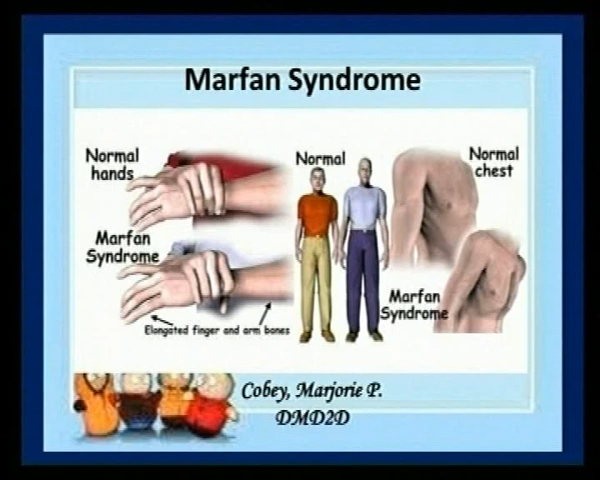 Marfan Syndrome
Normal
hands
Marfan
Syndrome
Elongated finger and arm bones
Normal
Normal
chest
Marfan
Syndrome
Cobey, Marjorie P.
DMD2D